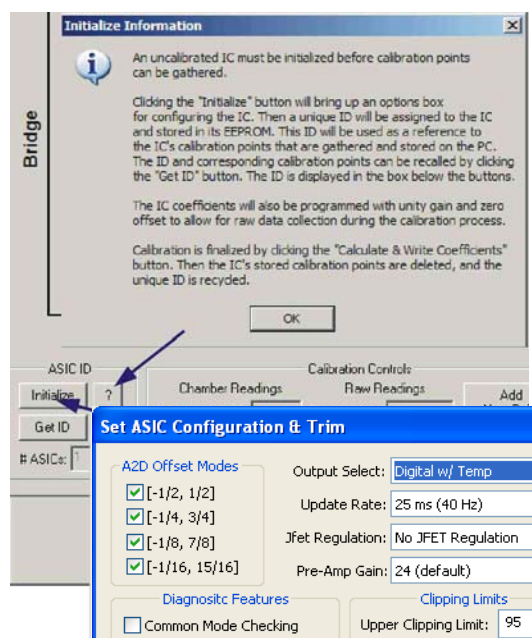 Initialize Information
An uncalibrated IC must be initialized before calibration points
can be gathered.
Clicking the "Initialize" button will bring up an options box
for configuring the IC. Then a unique ID will be assigned to the IC
and stored in its EEPROM. This ID will be used as a reference to
the IC's calibration points that are gathered and stored on the PC.
The ID and corresponding calibration points can be recalled by clicking
the "Get ID" button. The ID is displayed in the box below the buttons.
The IC coefficients will also be programmed with unity gain and zero
offset to allow for raw data collection during the calibration process.
Calibration is finalized by clicking the "Calculate & Write Coefficients"
button. Then the IC's stored calibration points are deleted, and the
unique ID is recycled.
OK
Bridge
ASIC ID
Calibration Controls
Initialize
?
Chamber Readings
Raw Readings
Add
Get ID
# ASICs: 1
Set ASIC Configuration & Trim
A2D Offset Modes
[-1/2, 1/2]
[-1/4, 3/4]
[-1/8, 7/8]
[-1/16, 15/16]
Output Select: Digital w/ Temp
Update Rate: 25 ms (40 Hz)
Jfet Regulation: No JFET Regulation
Pre-Amp Gain: 24 (default)
Diagnositc Features
Common Mode Checking
Clipping Limits
Upper Clipping Limit: 95